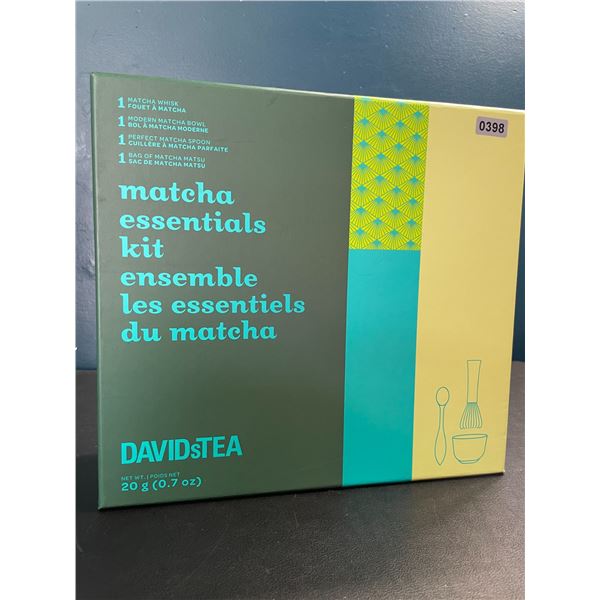 1 MATCHA WHISK
FOUET À MATCHA
1 MODERN MATCHA BOWL
BOL À MATCHA MODERNE
1 PERFECT MATCHA SPOON
CUILLÈRE À MATCHA PARFAITE
1 BAG OF MATCHA MATSU
SAC DE MATCHA MATSU
0398
matcha
essentials
kit
ensemble
les essentiels
du matcha
DAVIDsTEA
NET WT. | POIDS NET
20 g (0.7 oz)